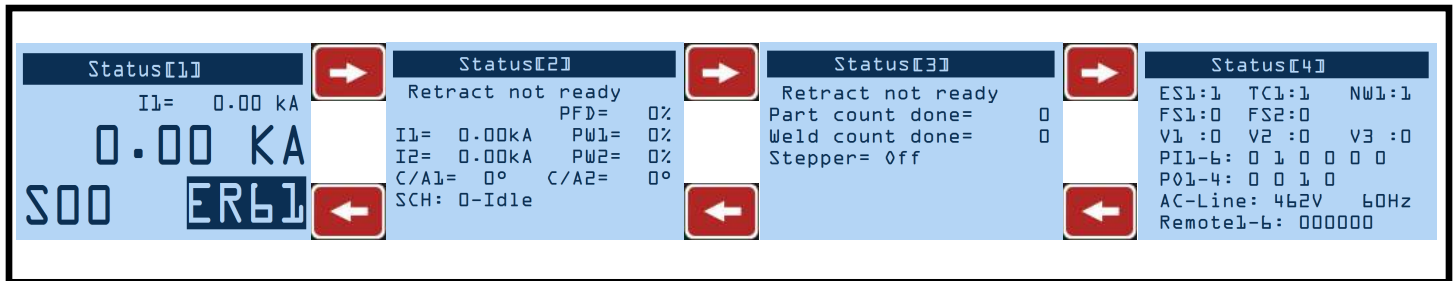 Status[1]
I1= 0.00 kA
0.00 KA
S00 ER61
Status[2]
Retract not ready
PFD= 0%
I1= 0.00kA PW1= 0%
I2= 0.00kA PW2= 0%
C/A1= 0° C/A2= 0°
SCH: 0-Idle
Status[3]
Retract not ready
Part count done= 0
Weld count done= 0
Stepper= Off
Status[4]
ES1:1 TC1:1 NW1:1
FS1:0 FS2:0
V1 :0 V2 :0 V3 :0
PI1-6: 0 1 0 0 0 0
PO1-4: 0 0 1 0
AC-Line: 462V 60Hz
Remote1-6: 000000